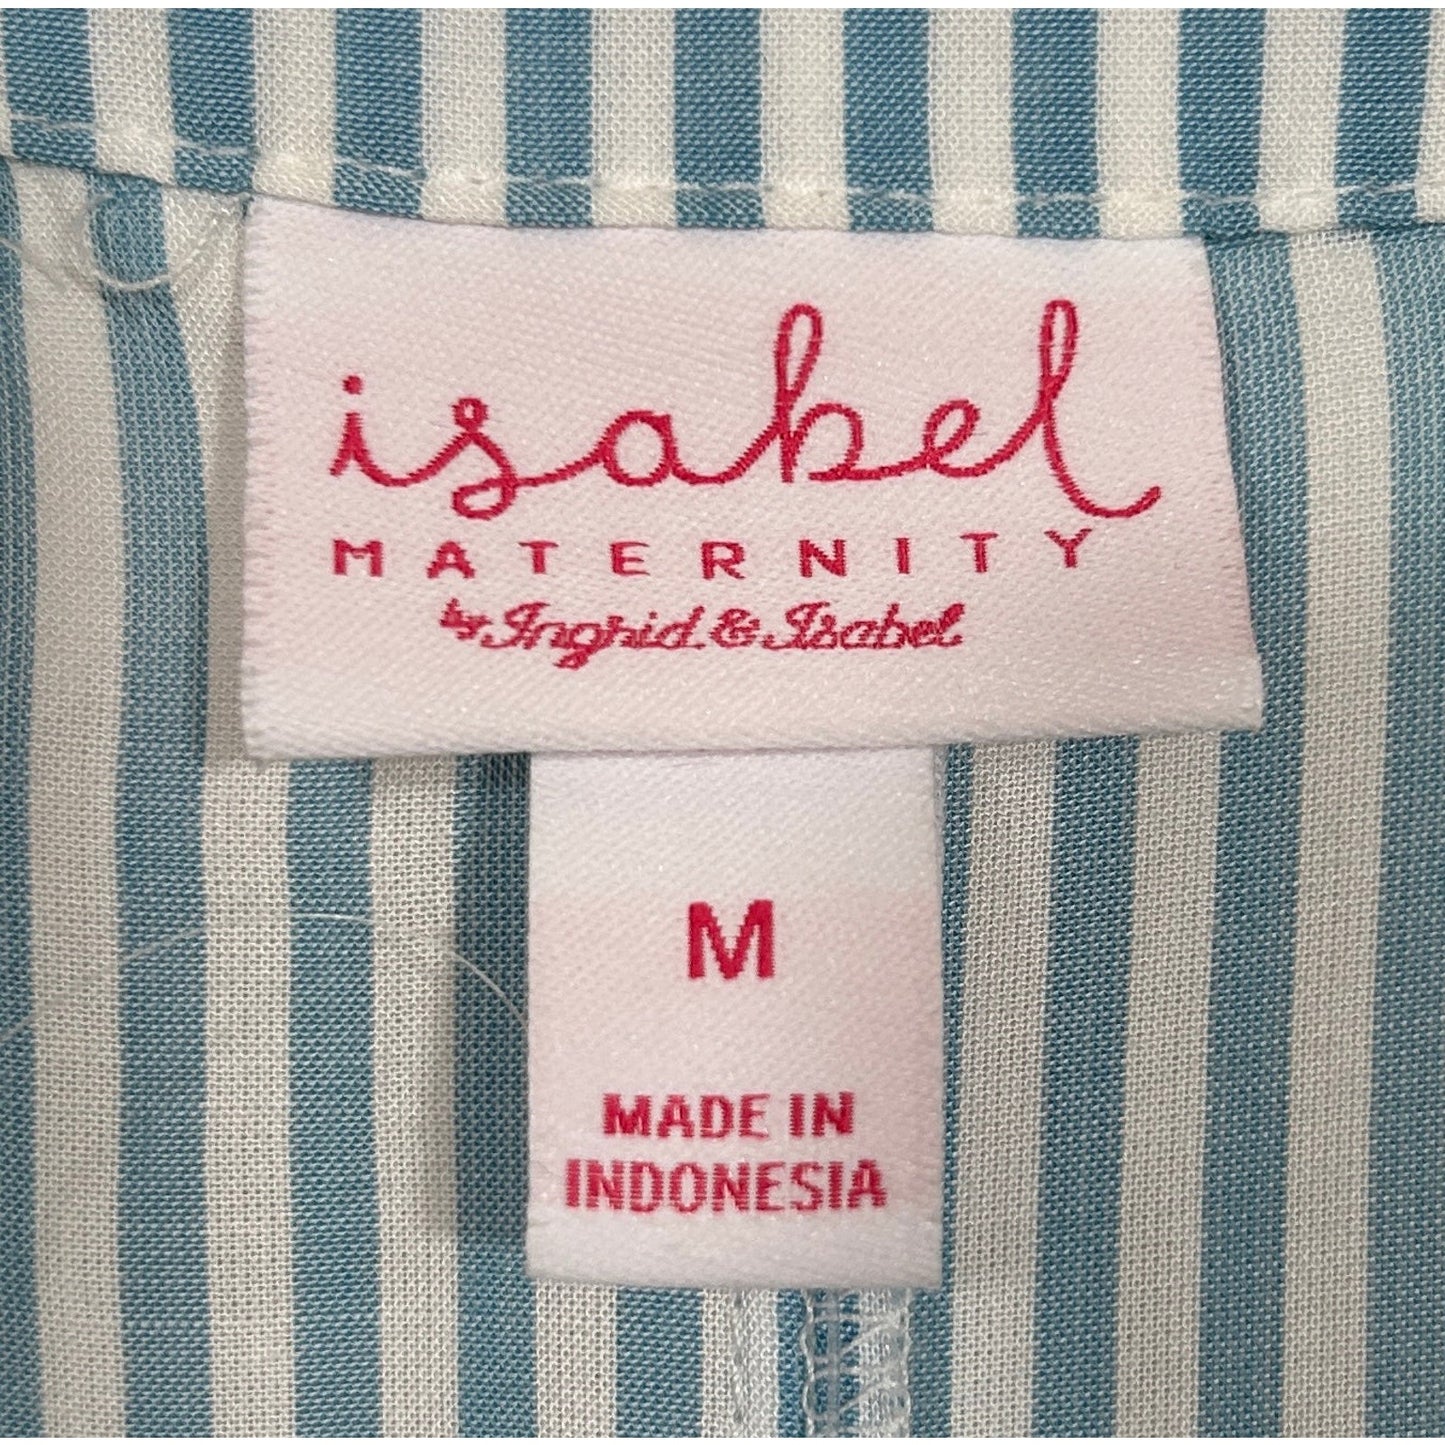 isabel
MATERNITY
by Ingrid & Isabel
M
MADE IN
INDONESIA